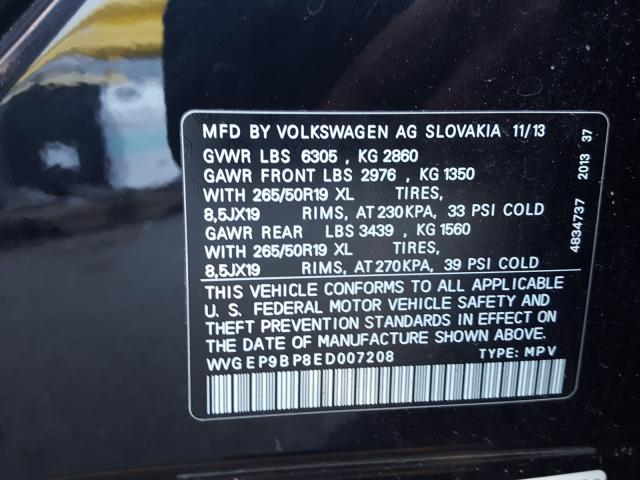 MFD BY VOLKSWAGEN AG SLOVAKIA 11/13
GVWR LBS 6305 , KG 2860
GAWR FRONT LBS 2976 , KG 1350
WITH 265/50R19 XL TIRES,
8,5JX19 RIMS, AT 230KPA, 33 PSI COLD
GAWR REAR LBS 3439 , KG 1560
WITH 265/50R19 XL TIRES,
8,5JX19 RIMS, AT 270KPA, 39 PSI COLD
THIS VEHICLE CONFORMS TO ALL APPLICABLE
U. S. FEDERAL MOTOR VEHICLE SAFETY AND
THEFT PREVENTION STANDARDS IN EFFECT ON
THE DATE OF MANUFACTURE SHOWN ABOVE.
WVGEP9BP8ED007208 TYPE: MPV
4834737 2013 37